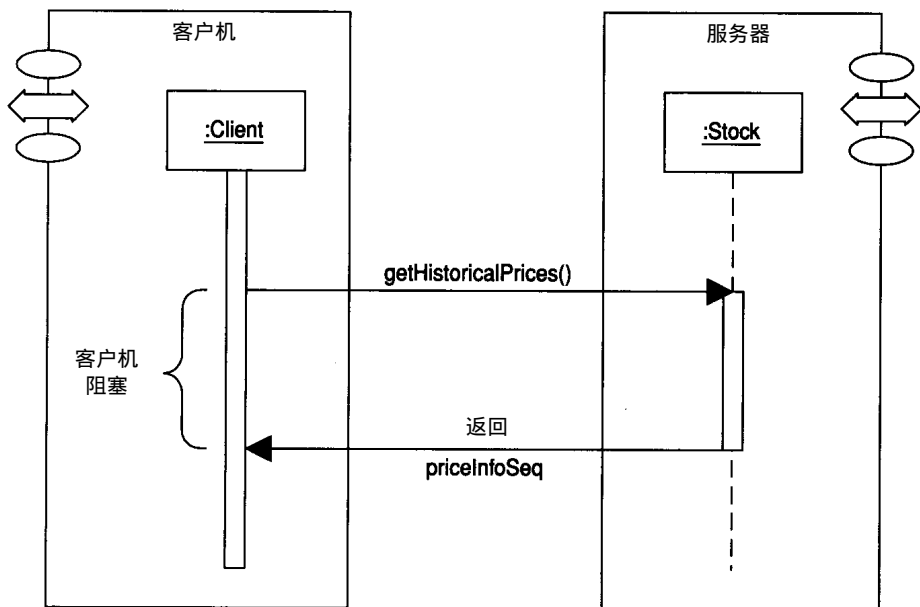 客户机
服务器
:Client
:Stock
getHistoricalPrices()
客户机
阻塞
返回
priceInfoSeq